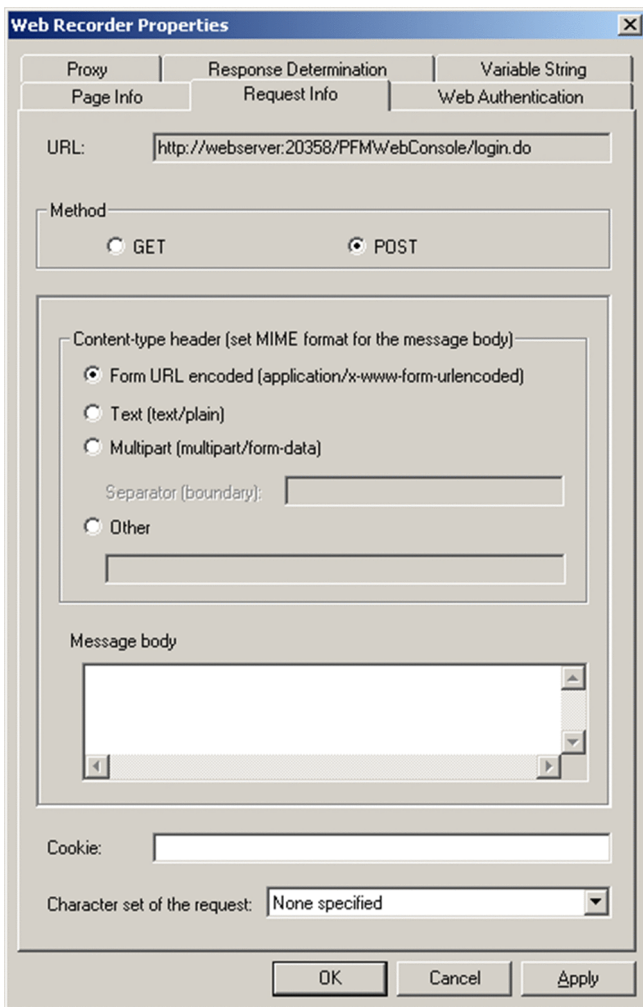 Web Recorder Properties
Proxy Response Determination Variable String
Page Info Request Info Web Authentication
URL: http://webserver:20358/PFMWebConsole/login.do
Method
GET POST
Content-type header (set MIME format for the message body)
Form URL encoded (application/x-www-form-urlencoded)
Text (text/plain)
Multipart (multipart/form-data)
Separator (boundary):
Other
Message body
Cookie:
Character set of the request: None specified
OK Cancel Apply